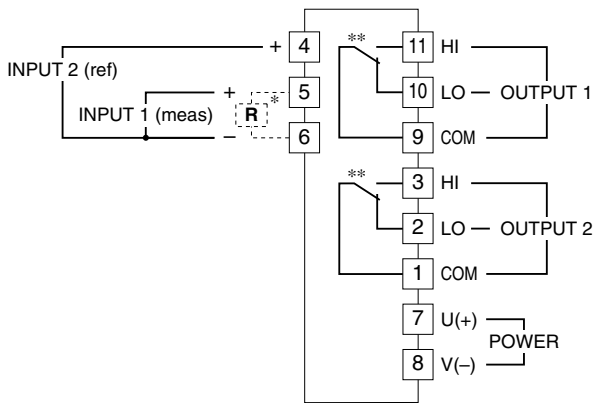 ** 
+ 4 11 HI
INPUT 2 (ref)
+ 5 10 LO OUTPUT 1
INPUT 1 (meas) R *
– 6 9 COM
** 3 HI
2 LO OUTPUT 2
1 COM
7 U(+)
POWER
8 V(–)